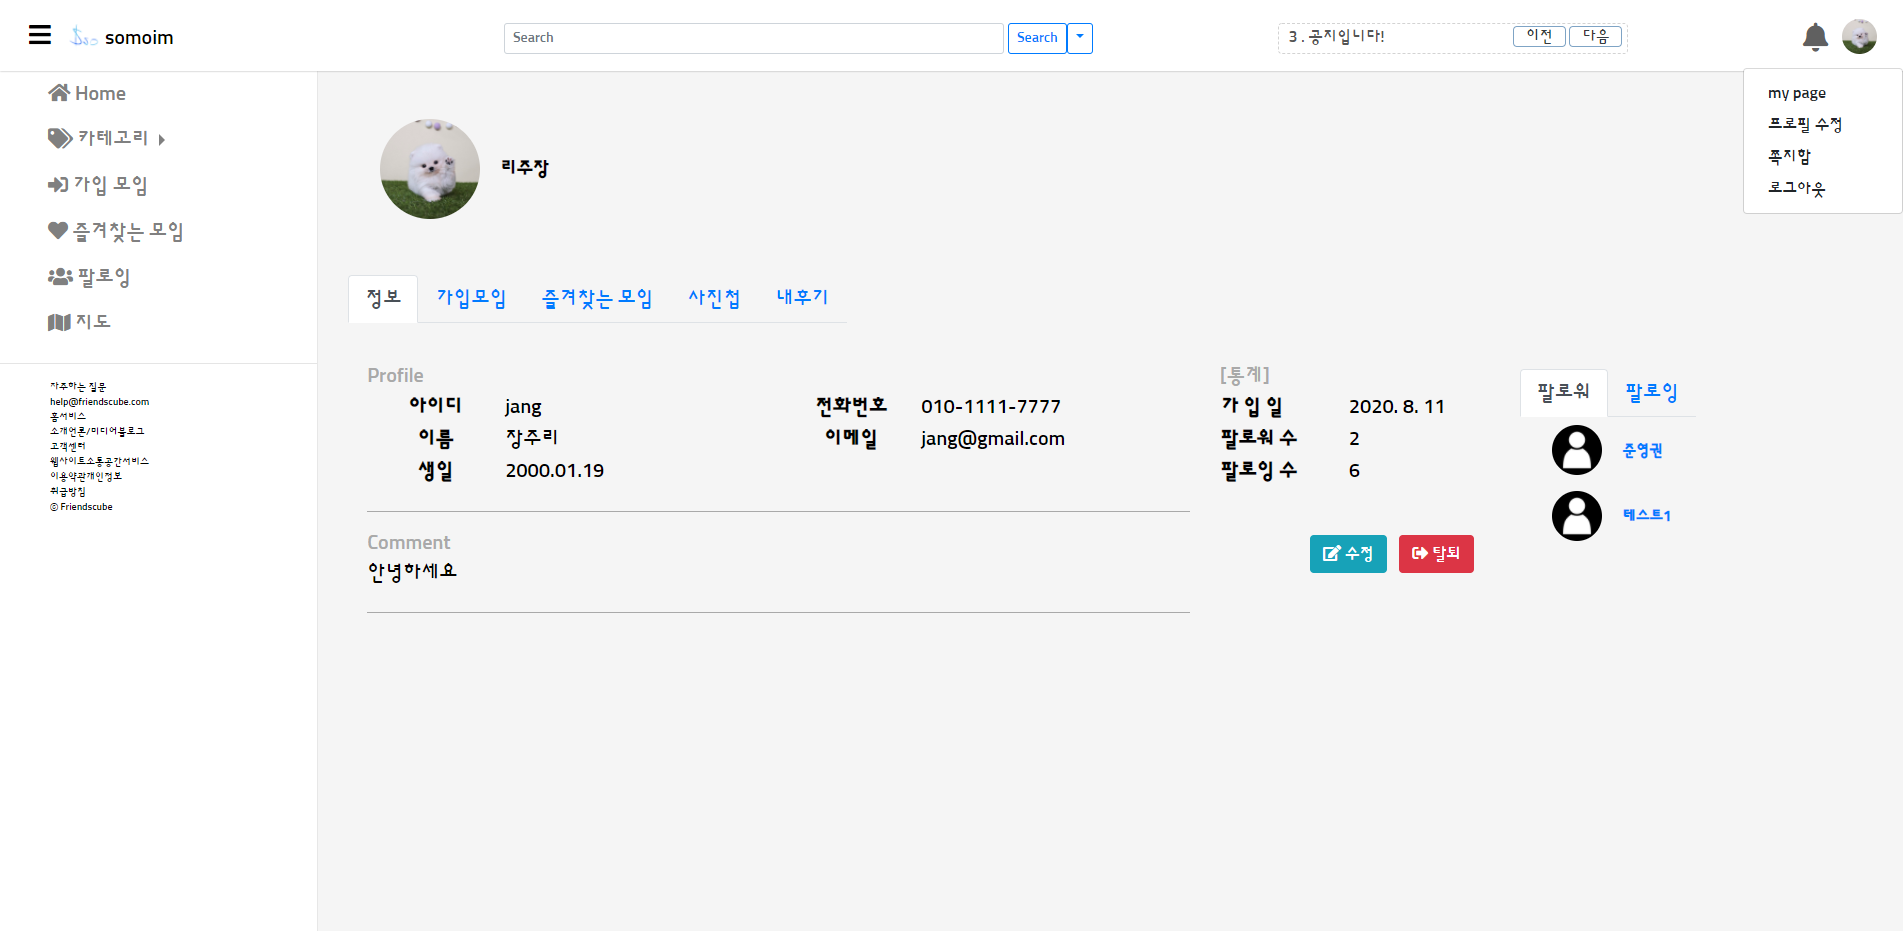 somoim
Search Search
3 . 공지입니다! 이전 다음
my page
프로필 수정
쪽지함
로그아웃
Home
카테고리
가입 모임
즐겨찾는 모임
팔로잉
지도
자주하는 질문
help@friendscube.com
홈서비스
소개언론/미디어블로그
고객센터
웹사이트소통공간서비스
이용약관개인정보
취급방침
ⓒ Friendscube
리주장
정보 가입모임 즐겨찾는 모임 사진첩 내후기
Profile
아이디 jang 전화번호 010-1111-7777
이름 장주리 이메일 jang@gmail.com
생일 2000.01.19
Comment
안녕하세요
[통계]
가 입 일 2020. 8. 11
팔로워 수 2
팔로잉 수 6
수정 탈퇴
팔로워 팔로잉
준영권
테스트1